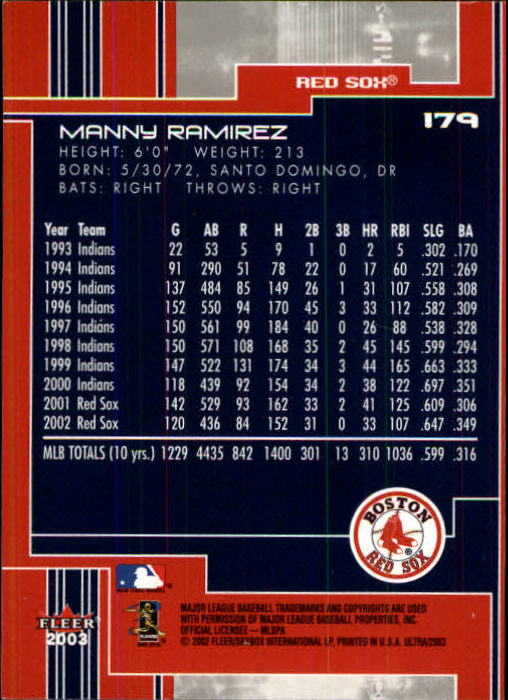 RED SOX®
179
MANNY RAMIREZ
HEIGHT: 6'0" WEIGHT: 213
BORN: 5/30/72, SANTO DOMINGO, DR
BATS: RIGHT THROWS: RIGHT
Year Team G AB R H 2B 3B HR RBI SLG BA
1993 Indians 22 53 5 9 1 0 2 5 .302 .170
1994 Indians 91 290 51 78 22 0 17 60 .521 .269
1995 Indians 137 484 85 149 26 1 31 107 .558 .308
1996 Indians 152 550 94 170 45 3 33 112 .582 .309
1997 Indians 150 561 99 184 40 0 26 88 .538 .328
1998 Indians 150 571 108 168 35 2 45 145 .599 .294
1999 Indians 147 522 131 174 34 3 44 165 .663 .333
2000 Indians 118 439 92 154 34 2 38 122 .697 .351
2001 Red Sox 142 529 93 162 33 2 41 125 .609 .306
2002 Red Sox 120 436 84 152 31 0 33 107 .647 .349
MLB TOTALS (10 yrs.) 1229 4435 842 1400 301 13 310 1036 .599 .316
BOSTON
RED SOX
FLEER
2003
MAJOR LEAGUE BASEBALL TRADEMARKS AND COPYRIGHTS ARE USED
WITH PERMISSION OF MAJOR LEAGUE BASEBALL PROPERTIES, INC.
OFFICIAL LICENSEE — MLBPA
© 2002 FLEER/SKYBOX INTERNATIONAL LP. PRINTED IN U.S.A. ULTRA/2003